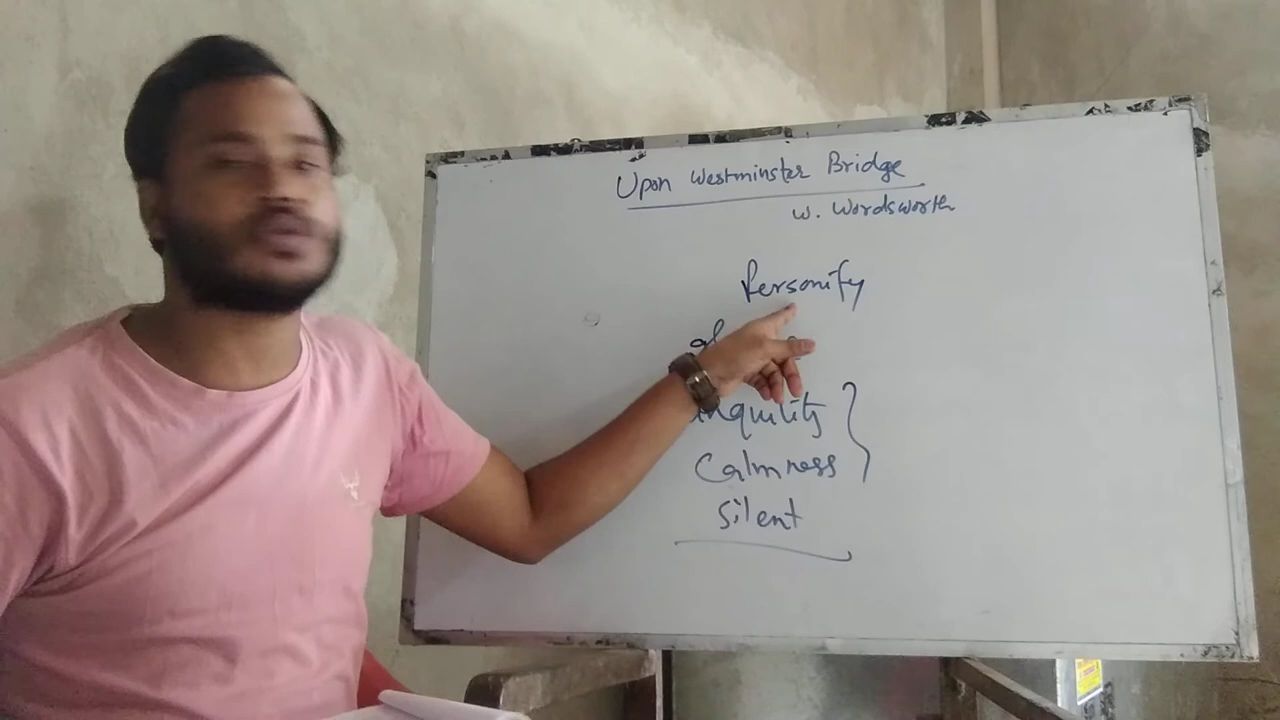 Upon Westminster Bridge
W. Wordsworth
Personify
Calmness
Silent